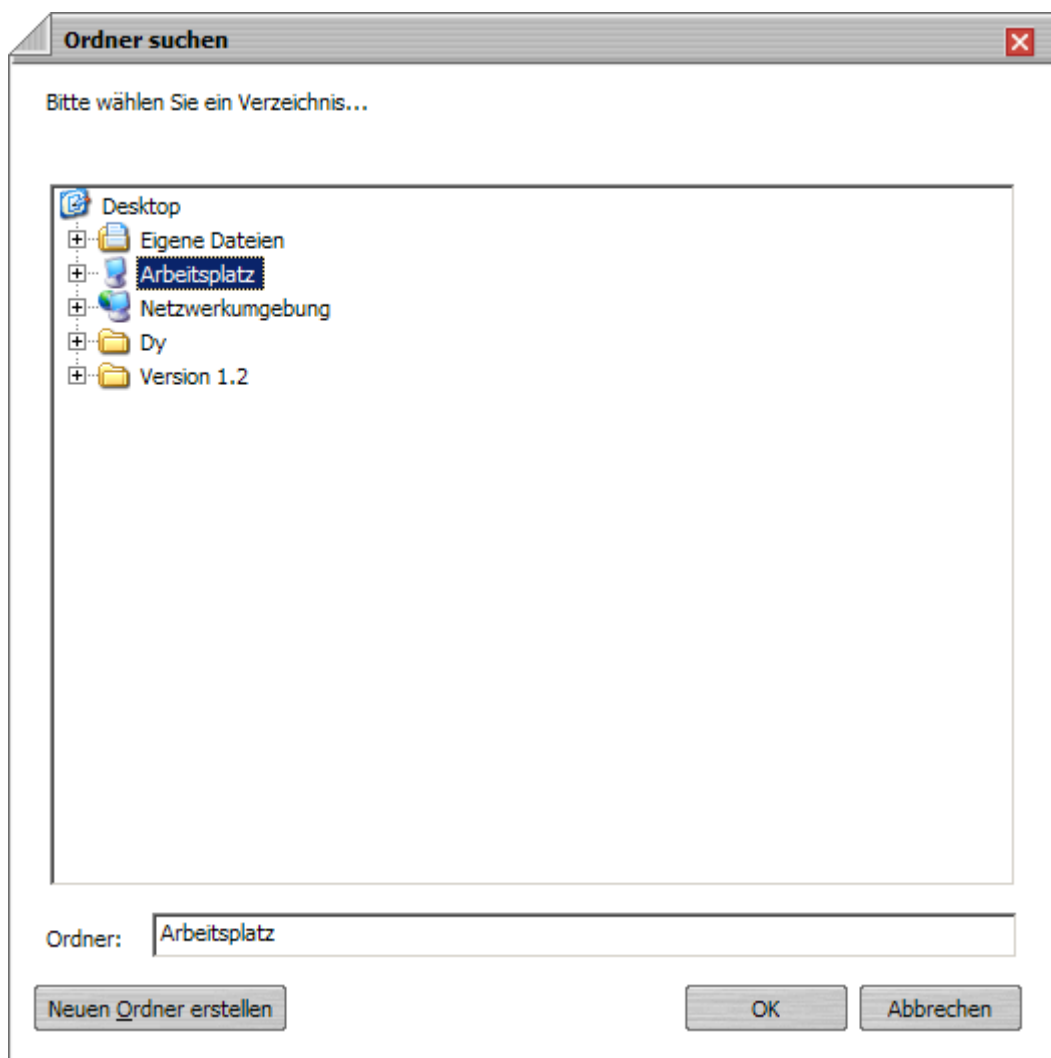 Ordner suchen
Bitte wählen Sie ein Verzeichnis...
Desktop
Eigene Dateien
Arbeitsplatz
Netzwerkumgebung
Dy
Version 1.2
Ordner: Arbeitsplatz
Neuen Ordner erstellen OK Abbrechen